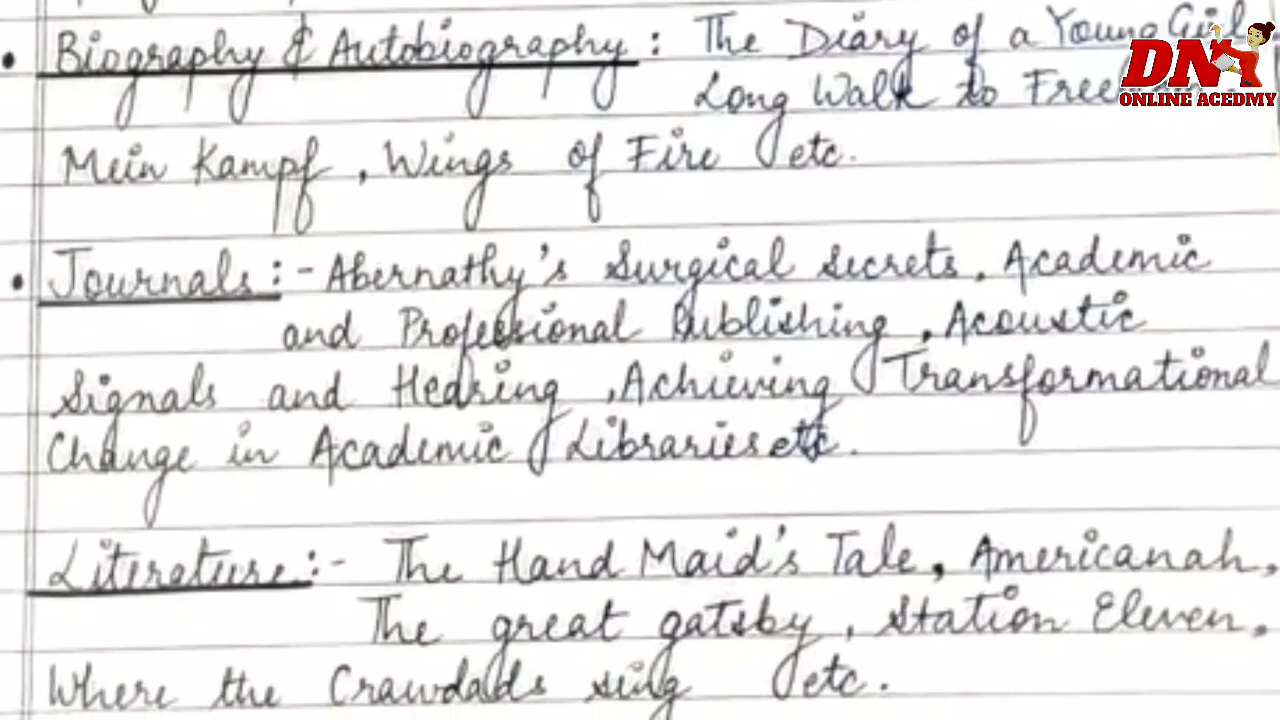 • Biography & Autobiography : The Diary of a Young Girl
Long Walk to
Mein Kampf , Wings of Fire etc.
• Journals :- Abernathy's Surgical Secrets, Academic
and Professional Publishing , Acoustic
Signals and Hearing , Achieving Transformational
Change in Academic Libraries etc.
Literature :- The Hand Maid's Tale, Americanah,
The great gatsby , Station Eleven,
Where the Crawdads sing etc.
DN
ONLINE ACEDMY